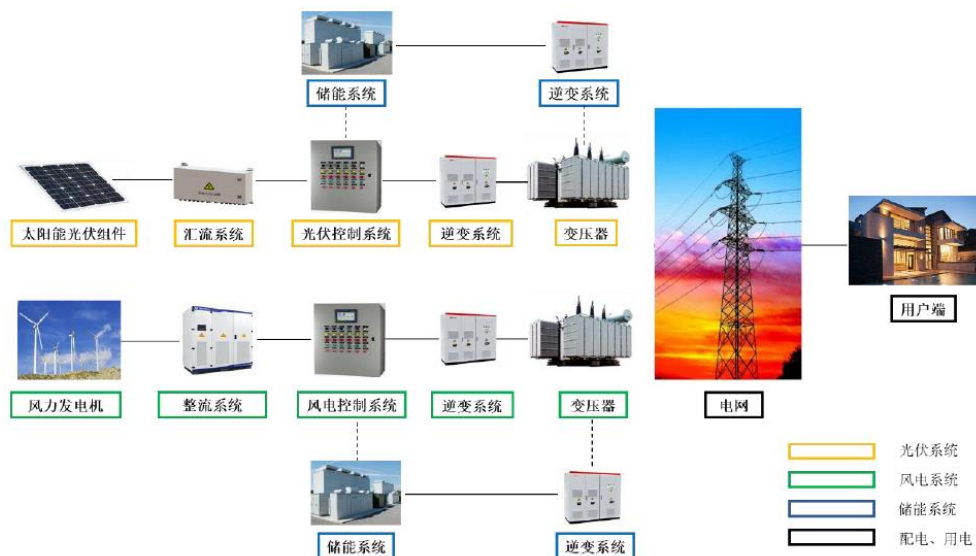 储能系统
逆变系统
太阳能光伏组件
汇流系统
光伏控制系统
逆变系统
变压器
用户端
风力发电机
整流系统
风电控制系统
逆变系统
变压器
电网
光伏系统
风电系统
储能系统
配电、用电
储能系统
逆变系统